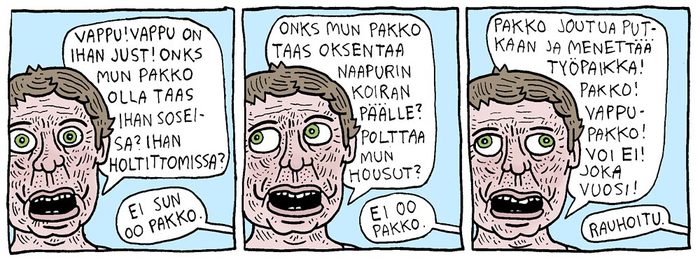 VAPPU! VAPPU ON
IHAN JUST! ONKS
MUN PAKKO
OLLA TAAS
IHAN SOSEI-
SA? IHAN
HOLTITTOMISSA?
EI SUN
OO PAKKO.
ONKS MUN PAKKO
TAAS OKSENTAA
NAAPURIN
KOIRAN
PÄÄLLE?
POLTTAA
MUN
HOUSUT?
EI OO
PAKKO.
PAKKO JOUTUA PUT-
KAAN JA MENETTÄÄ
TYÖPAIKKA!
PAKKO!
VAPPU-
PAKKO!
VOI EI!
JOKA
VUOSI!
RAUHOITU.